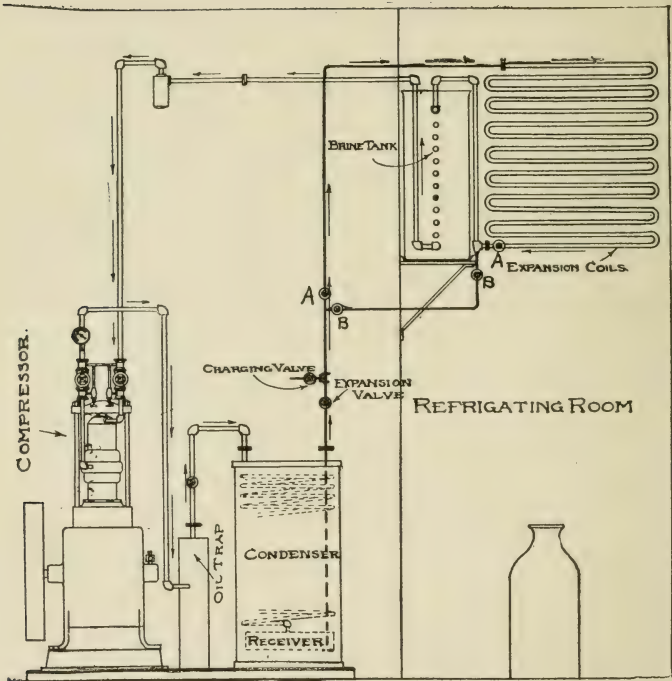 BRINE TANK
A
EXPANSION COILS.
B
A
B
COMPRESSOR.
CHARGING VALVE
EXPANSION
VALVE
REFRIGATING ROOM
OIL TRAP
CONDENSER
RECEIVER